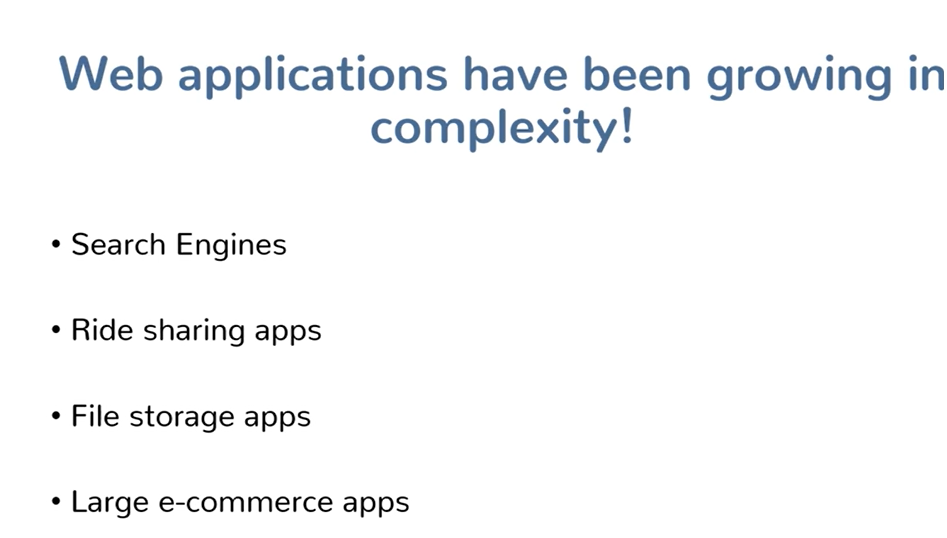 Web applications have been growing in
complexity!
• Search Engines
• Ride sharing apps
• File storage apps
• Large e-commerce apps